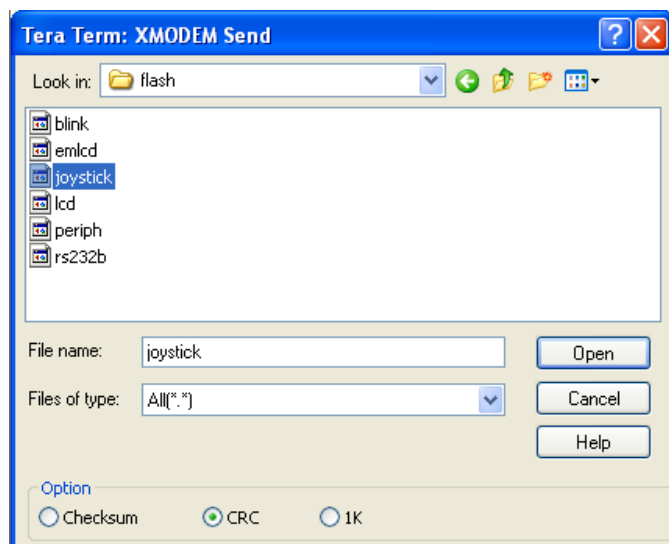 Tera Term: XMODEM Send
Look in: flash
blink
emlcd
joystick
lcd
periph
rs232b
File name: joystick Open
Files of type: All(*.*) Cancel
Help
Option
Checksum CRC 1K